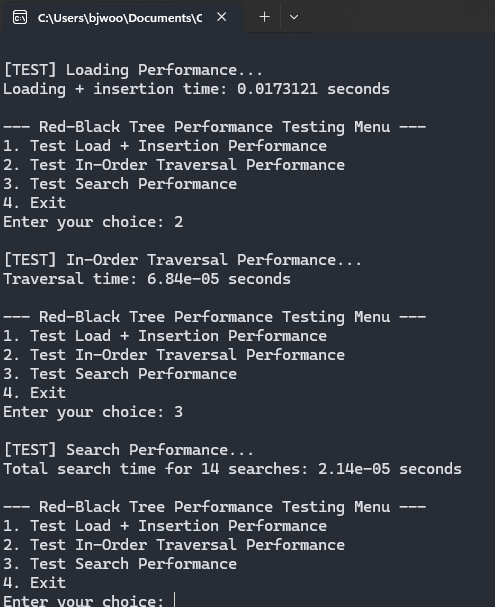 C:\Users\bjwoo\Documents\C
[TEST] Loading Performance...
Loading + insertion time: 0.0173121 seconds
--- Red-Black Tree Performance Testing Menu ---
1. Test Load + Insertion Performance
2. Test In-Order Traversal Performance
3. Test Search Performance
4. Exit
Enter your choice: 2
[TEST] In-Order Traversal Performance...
Traversal time: 6.84e-05 seconds
--- Red-Black Tree Performance Testing Menu ---
1. Test Load + Insertion Performance
2. Test In-Order Traversal Performance
3. Test Search Performance
4. Exit
Enter your choice: 3
[TEST] Search Performance...
Total search time for 14 searches: 2.14e-05 seconds
--- Red-Black Tree Performance Testing Menu ---
1. Test Load + Insertion Performance
2. Test In-Order Traversal Performance
3. Test Search Performance
4. Exit
Enter your choice: